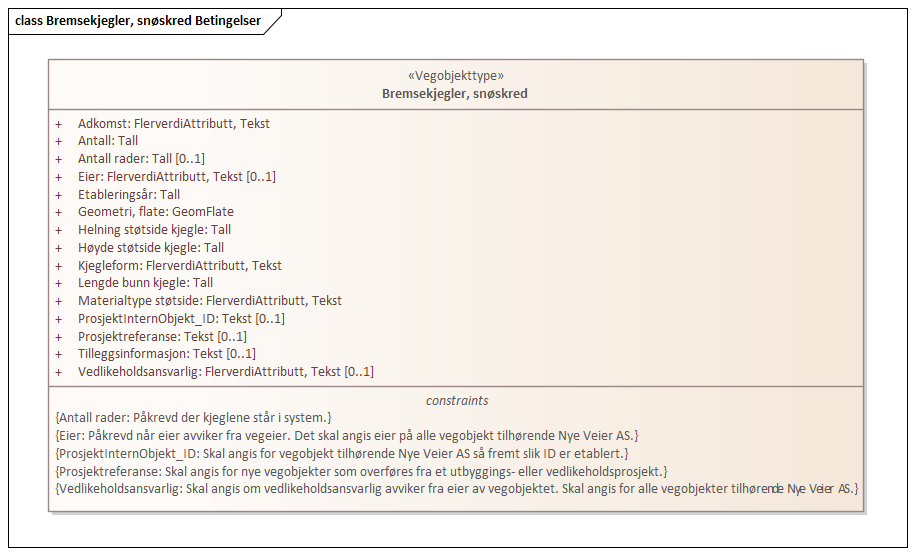 class Bremsekjegler, snøskred Betingelser
«Vegobjekttype»
Bremsekjegler, snøskred
+ Adkomst: FlerverdiAttributt, Tekst
+ Antall: Tall
+ Antall rader: Tall [0..1]
+ Eier: FlerverdiAttributt, Tekst [0..1]
+ Etableringsår: Tall
+ Geometri, flate: GeomFlate
+ Helning støtside kjegle: Tall
+ Høyde støtside kjegle: Tall
+ Kjegleform: FlerverdiAttributt, Tekst
+ Lengde bunn kjegle: Tall
+ Materialtype støtside: FlerverdiAttributt, Tekst
+ ProsjektInternObjekt_ID: Tekst [0..1]
+ Prosjektreferanse: Tekst [0..1]
+ Tilleggsinformasjon: Tekst [0..1]
+ Vedlikeholdsansvarlig: FlerverdiAttributt, Tekst [0..1]
constraints
{Antall rader: Påkrevd der kjeglene står i system.}
{Eier: Påkrevd når eier avviker fra vegeier. Det skal angis eier på alle vegobjekt tilhørende Nye Veier AS.}
{ProsjektInternObjekt_ID: Skal angis for vegobjekt tilhørende Nye Veier AS så fremt slik ID er etablert.}
{Prosjektreferanse: Skal angis for nye vegobjekter som overføres fra et utbyggings- eller vedlikeholdsprosjekt.}
{Vedlikeholdsansvarlig: Skal angis om vedlikeholdsansvarlig avviker fra eier av vegobjektet. Skal angis for alle vegobjekter tilhørende Nye Veier AS.}